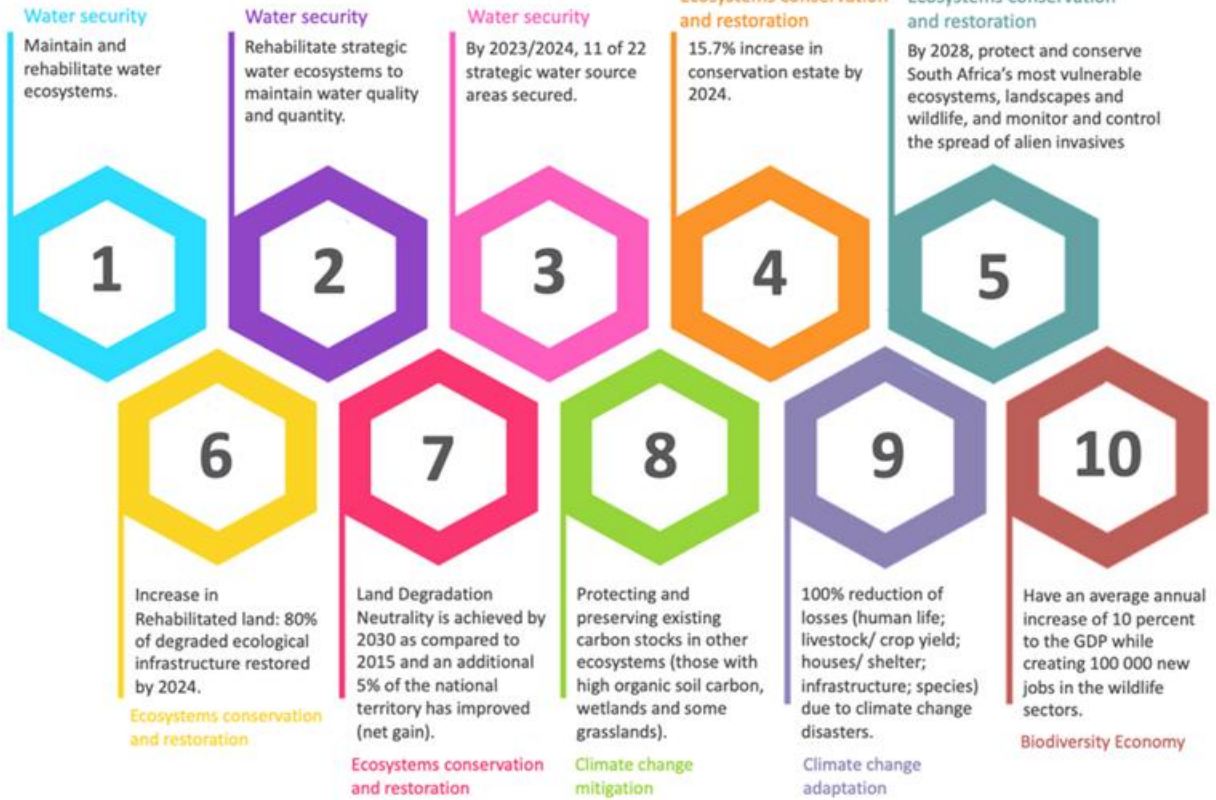 Water security
Maintain and
rehabilitate water
ecosystems.
1
Water security
Rehabilitate strategic
water ecosystems to
maintain water quality
and quantity.
2
Water security
By 2023/2024, 11 of 22
strategic water source
areas secured.
3
Ecosystems conservation
and restoration
15.7% increase in
conservation estate by
2024.
4
Ecosystems conservation
and restoration
By 2028, protect and conserve
South Africa's most vulnerable
ecosystems, landscapes and
wildlife, and monitor and control
the spread of alien invasives
5
6
Increase in
Rehabilitated land: 80%
of degraded ecological
infrastructure restored
by 2024.
Ecosystems conservation
and restoration
7
Land Degradation
Neutrality is achieved by
2030 as compared to
2015 and an additional
5% of the national
territory has improved
(net gain).
Ecosystems conservation
and restoration
8
Protecting and
preserving existing
carbon stocks in other
ecosystems (those with
high organic soil carbon,
wetlands and some
grasslands).
Climate change
mitigation
9
100% reduction of
losses (human life;
livestock/ crop yield;
houses/ shelter;
infrastructure; species)
due to climate change
disasters.
Climate change
adaptation
10
Have an average annual
increase of 10 percent
to the GDP while
creating 100 000 new
jobs in the wildlife
sectors.
Biodiversity Economy